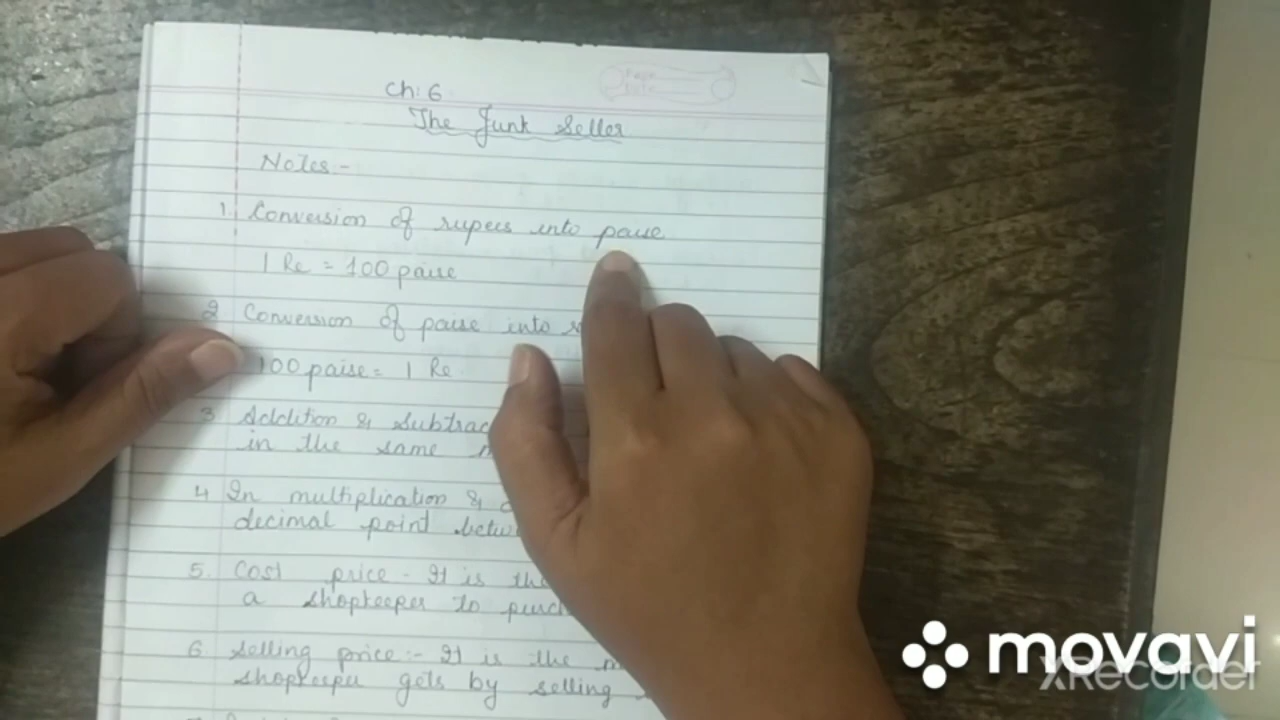 Ch: 6
The Junk Seller
Notes -
1. Conversion of rupees into paise
1 Re = 100 paise
2 Conversion of paise into
100 paise = 1 Re
3 Addition & Subtrac
in the same
4 In multiplication &
decimal point betw
5. Cost price - It is the
a shopkeeper to purch
6 Selling price :- It is the
shopkeeper gets by selling
movavi
XRecorder